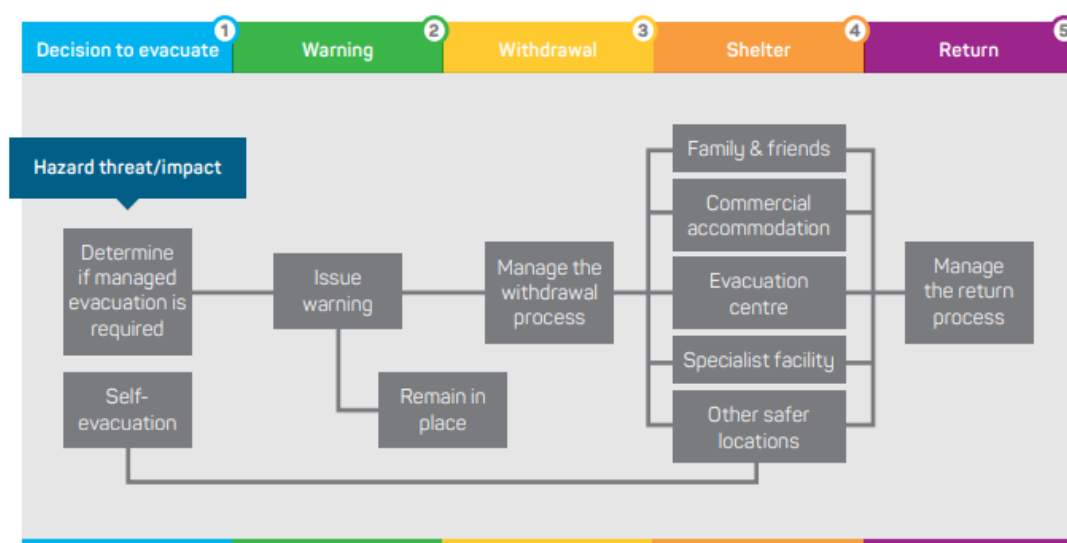 1
2
3
4
5
Decision to evacuate
Warning
Withdrawal
Shelter
Return
Hazard threat/impact
Determine
if managed
evacuation is
required
Self-
evacuation
Issue
warning
Remain in
place
Manage the
withdrawal
process
Family & friends
Commercial
accommodation
Evacuation
centre
Specialist facility
Other safer
locations
Manage
the return
process